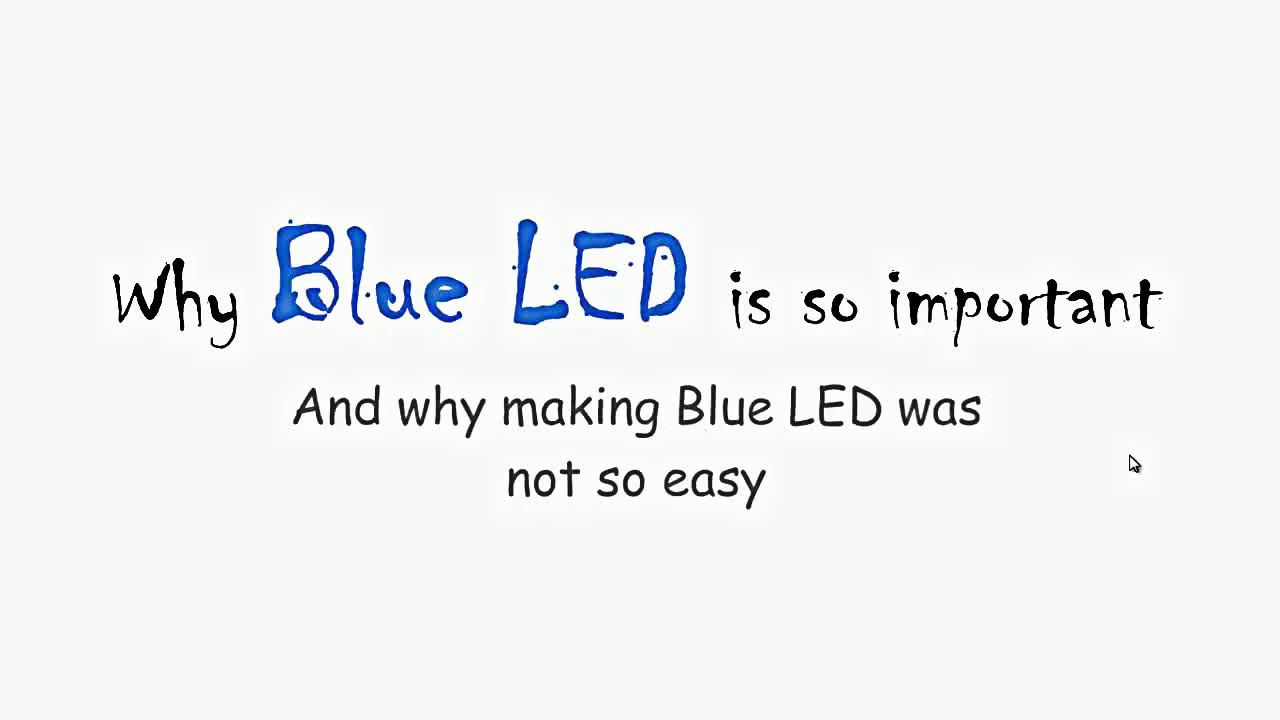 Why Blue LED is so important
And why making Blue LED was
not so easy